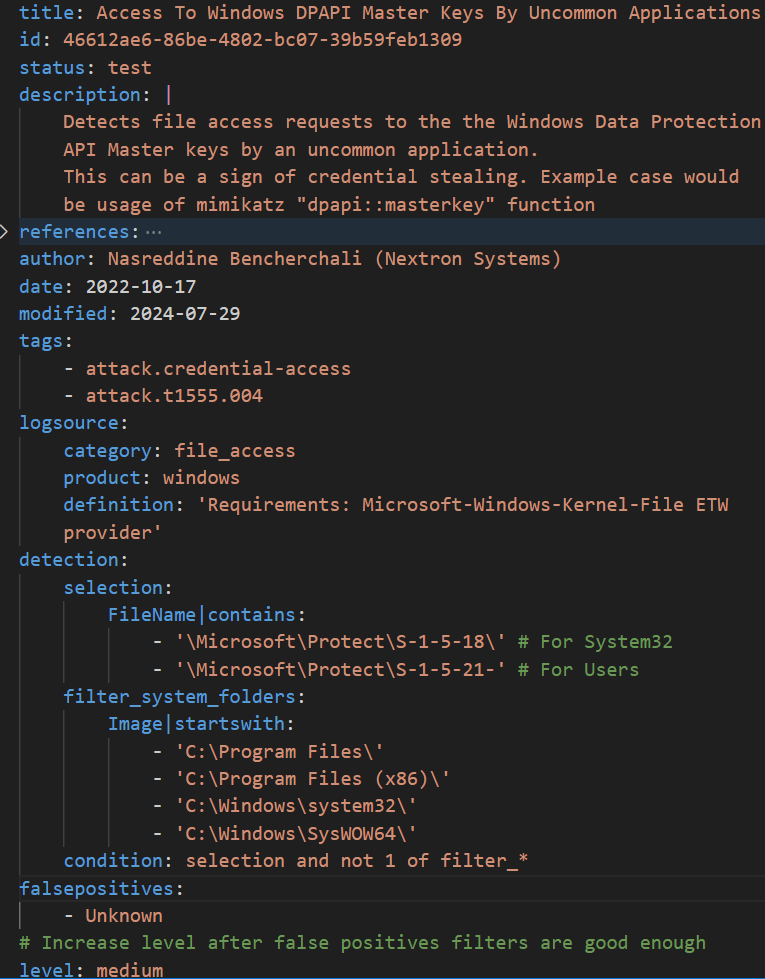 title: Access To Windows DPAPI Master Keys By Uncommon Applications
id: 46612ae6-86be-4802-bc07-39b59feb1309
status: test
description: |
    Detects file access requests to the the Windows Data Protection
    API Master keys by an uncommon application.
    This can be a sign of credential stealing. Example case would
    be usage of mimikatz "dpapi::masterkey" function
references: ···
author: Nasreddine Bencherchali (Nextron Systems)
date: 2022-10-17
modified: 2024-07-29
tags:
    - attack.credential-access
    - attack.t1555.004
logsource:
    category: file_access
    product: windows
    definition: 'Requirements: Microsoft-Windows-Kernel-File ETW
    provider'
detection:
    selection:
        FileName|contains:
            - '\Microsoft\Protect\S-1-5-18\' # For System32
            - '\Microsoft\Protect\S-1-5-21-' # For Users
    filter_system_folders:
        Image|startswith:
            - 'C:\Program Files\'
            - 'C:\Program Files (x86)\'
            - 'C:\Windows\system32\'
            - 'C:\Windows\SysWOW64\'
    condition: selection and not 1 of filter_*
falsepositives:
    - Unknown
# Increase level after false positives filters are good enough
level: medium